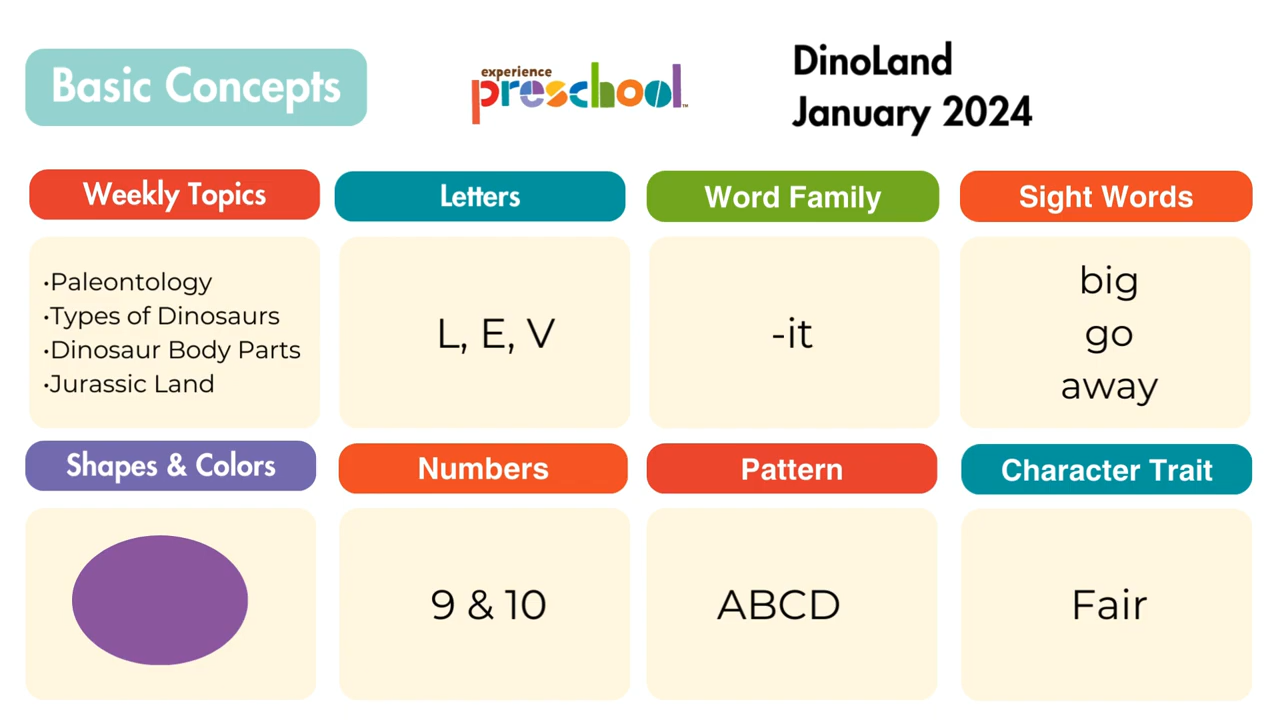 Basic Concepts
experience
preschool™
DinoLand
January 2024
Weekly Topics
Letters
Word Family
Sight Words
•Paleontology
•Types of Dinosaurs
•Dinosaur Body Parts
•Jurassic Land
L, E, V
-it
big
go
away
Shapes & Colors
Numbers
Pattern
Character Trait
9 & 10
ABCD
Fair